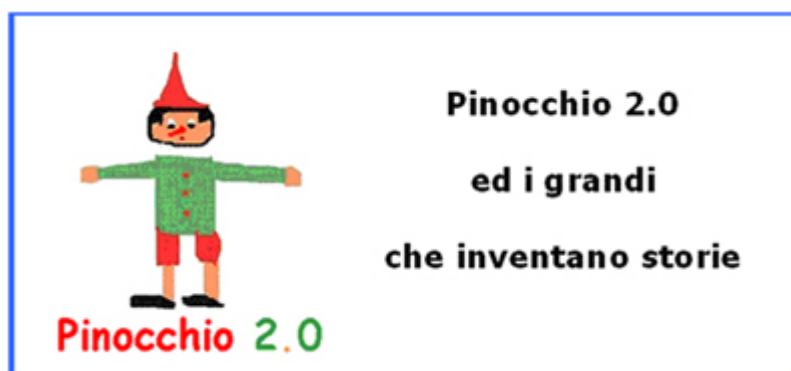 Pinocchio 2.0
ed i grandi
che inventano storie
Pinocchio 2.0